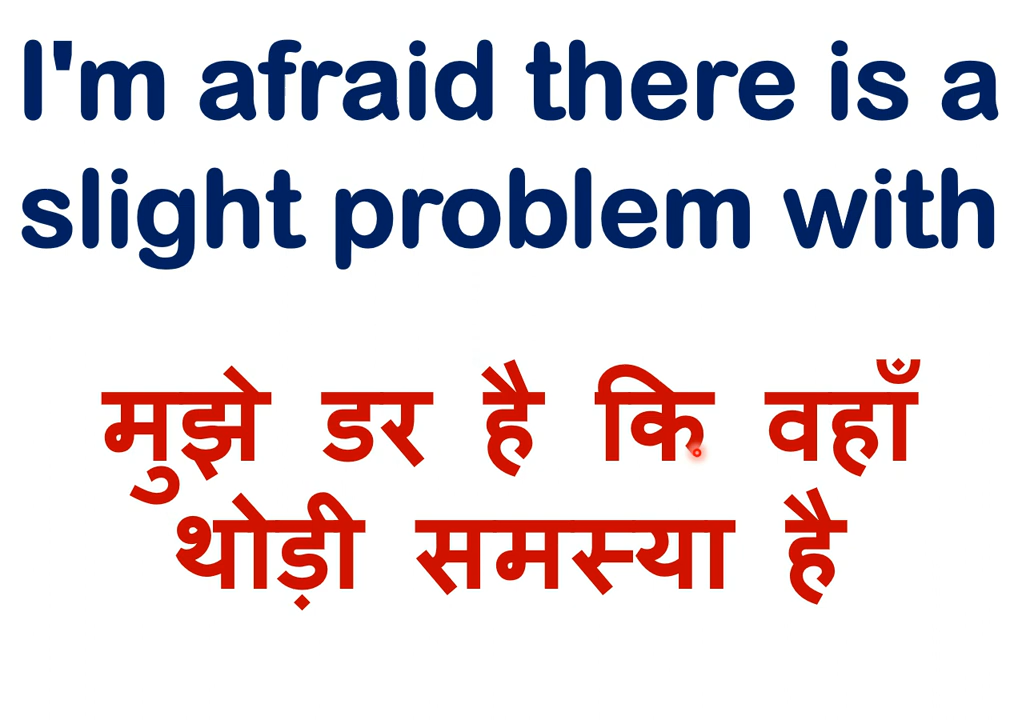 I'm afraid there is a
slight problem with
मुझे डर है कि वहाँ
थोड़ी समस्या है